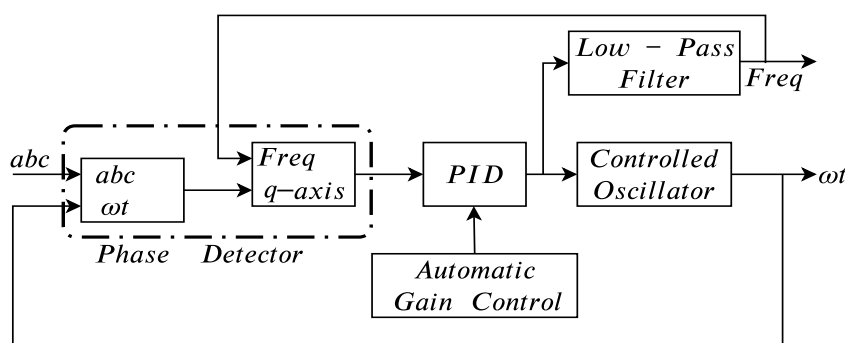 Low - Pass
Filter
Freq
abc
abc
ωt
Freq
q-axis
PID
Controlled
Oscillator
ωt
Phase Detector
Automatic
Gain Control